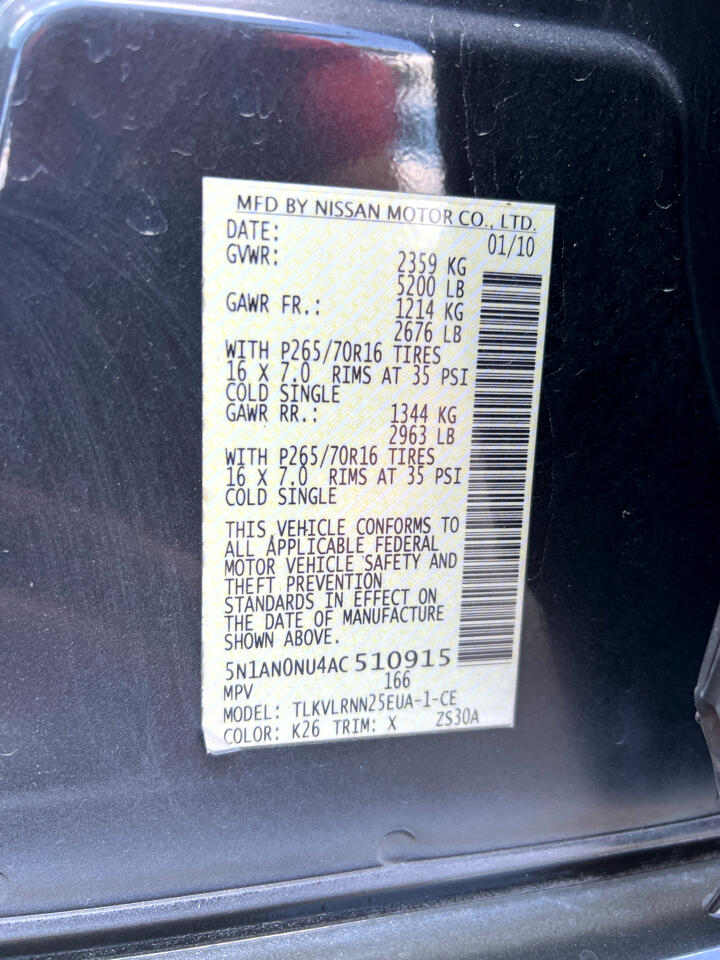 MFD BY NISSAN MOTOR CO., LTD.
DATE: 01/10
GVWR: 2359 KG
5200 LB
GAWR FR.: 1214 KG
2676 LB
WITH P265/70R16 TIRES
16 X 7.0 RIMS AT 35 PSI
COLD SINGLE
GAWR RR.: 1344 KG
2963 LB
WITH P265/70R16 TIRES
16 X 7.0 RIMS AT 35 PSI
COLD SINGLE
THIS VEHICLE CONFORMS TO
ALL APPLICABLE FEDERAL
MOTOR VEHICLE SAFETY AND
THEFT PREVENTION
STANDARDS IN EFFECT ON
THE DATE OF MANUFACTURE
SHOWN ABOVE.
5N1AN0NU4AC 510915
MPV 166
MODEL: TLKVLRNN25EUA-1-CE
COLOR: K26 TRIM: X ZS30A